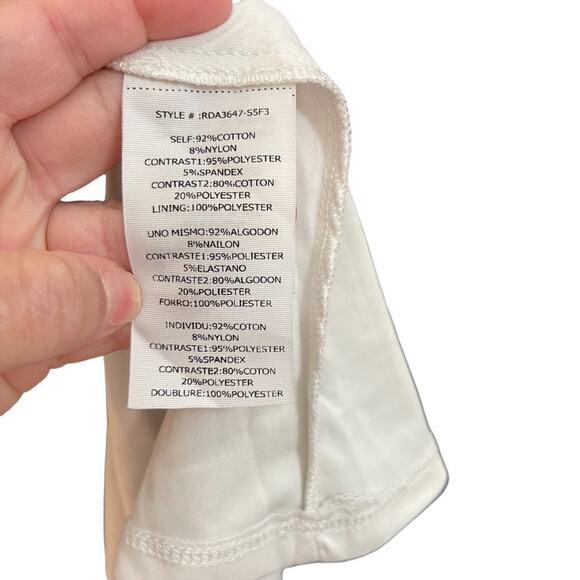 STYLE # :RDA3647-S5F3
SELF:92%COTTON
8%NYLON
CONTRAST1:95%POLYESTER
5%SPANDEX
CONTRAST2:80%COTTON
20%POLYESTER
LINING:100%POLYESTER
UNO MISMO:92%ALGODON
8%NAILON
CONTRASTE1:95%POLIESTER
5%ELASTANO
CONTRASTE2:80%ALGODON
20%POLIESTER
FORRO:100%POLIESTER
INDIVIDU:92%COTON
8%NYLON
CONTRASTE1:95%POLYESTER
5%SPANDEX
CONTRASTE2:80%COTON
20%POLYESTER
DOUBLURE:100%POLYESTER